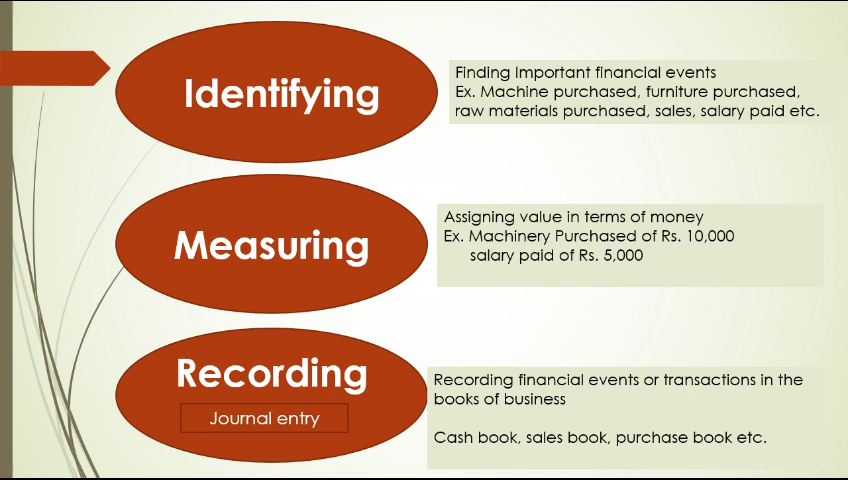 Identifying
Finding Important financial events
Ex. Machine purchased, furniture purchased,
raw materials purchased, sales, salary paid etc.
Measuring
Assigning value in terms of money
Ex. Machinery Purchased of Rs. 10,000
salary paid of Rs. 5,000
Recording
Journal entry
Recording financial events or transactions in the
books of business
Cash book, sales book, purchase book etc.